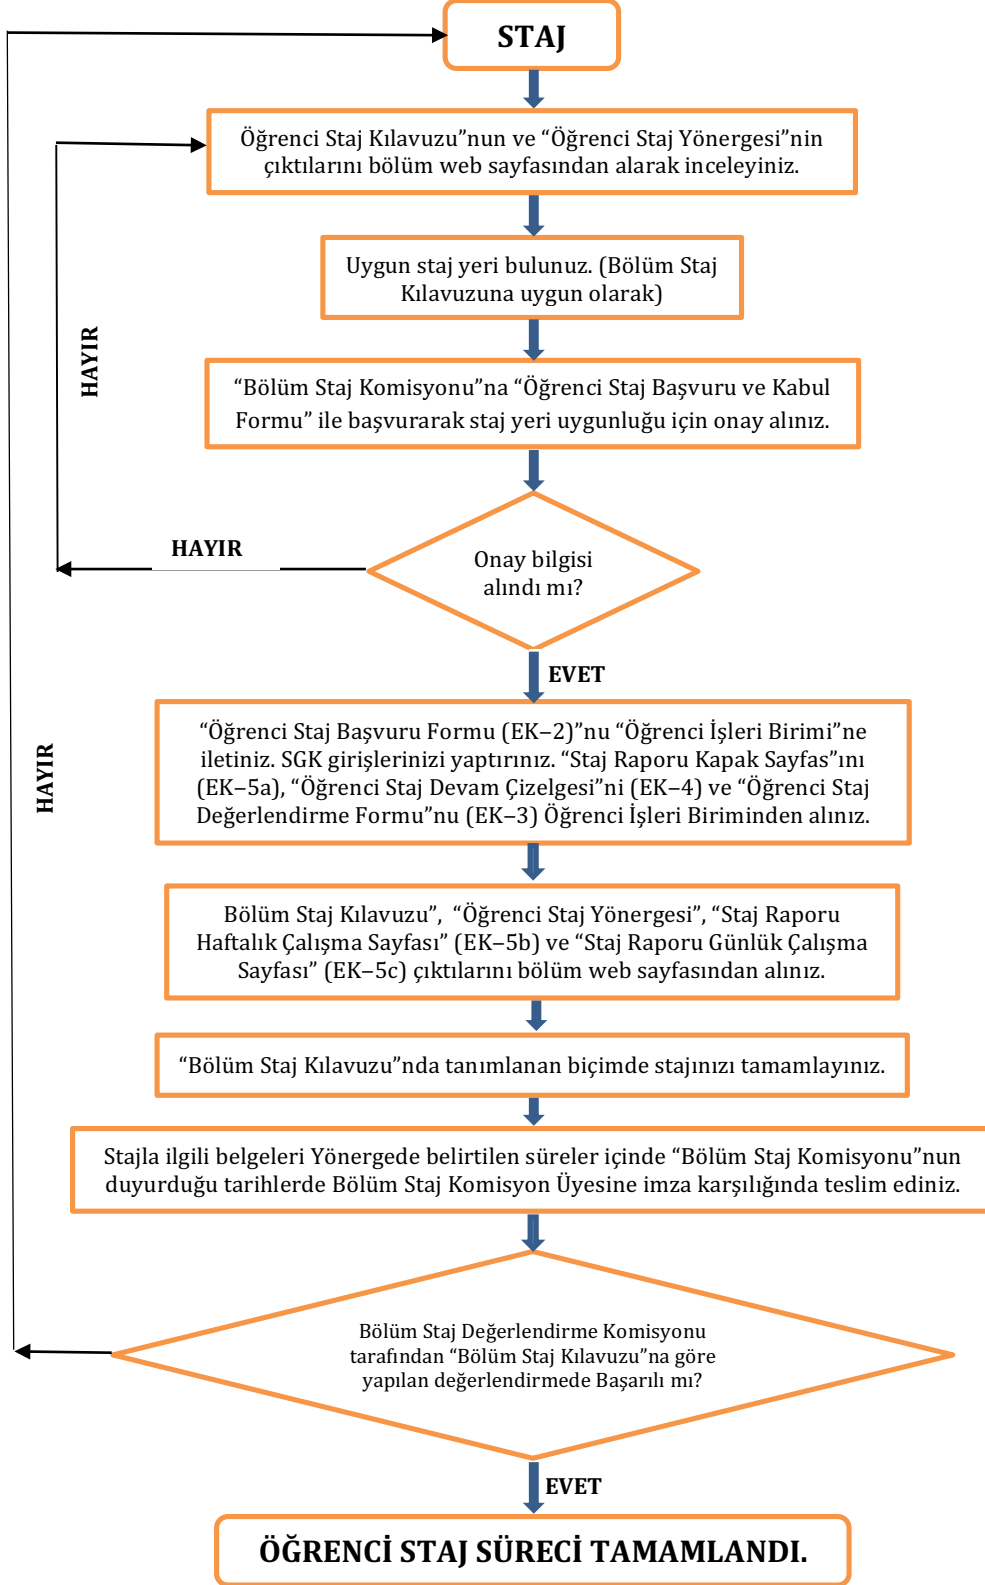 STAJ
Öğrenci Staj Kılavuzu”nun ve “Öğrenci Staj Yönergesi”nin
çıktılarını bölüm web sayfasından alarak inceleyiniz.
Uygun staj yeri bulunuz. (Bölüm Staj
Kılavuzuna uygun olarak)
HAYIR
“Bölüm Staj Komisyonu”na “Öğrenci Staj Başvuru ve Kabul
Formu” ile başvurarak staj yeri uygunluğu için onay alınız.
HAYIR
Onay bilgisi
alındı mı?
EVET
“Öğrenci Staj Başvuru Formu (EK–2)”nu “Öğrenci İşleri Birimi”ne
iletiniz. SGK girişlerinizi yaptırınız. “Staj Raporu Kapak Sayfas”ını
(EK–5a), “Öğrenci Staj Devam Çizelgesi”ni (EK–4) ve “Öğrenci Staj
Değerlendirme Formu”nu (EK–3) Öğrenci İşleri Biriminden alınız.
HAYIR
Bölüm Staj Kılavuzu”, “Öğrenci Staj Yönergesi”, “Staj Raporu
Haftalık Çalışma Sayfası” (EK–5b) ve “Staj Raporu Günlük Çalışma
Sayfası” (EK–5c) çıktılarını bölüm web sayfasından alınız.
“Bölüm Staj Kılavuzu”nda tanımlanan biçimde stajınızı tamamlayınız.
Stajla ilgili belgeleri Yönergede belirtilen süreler içinde “Bölüm Staj Komisyonu”nun
duyurduğu tarihlerde Bölüm Staj Komisyon Üyesine imza karşılığında teslim ediniz.
Bölüm Staj Değerlendirme Komisyonu
tarafından “Bölüm Staj Kılavuzu”na göre
yapılan değerlendirmede Başarılı mı?
EVET
ÖĞRENCİ STAJ SÜRECİ TAMAMLANDI.